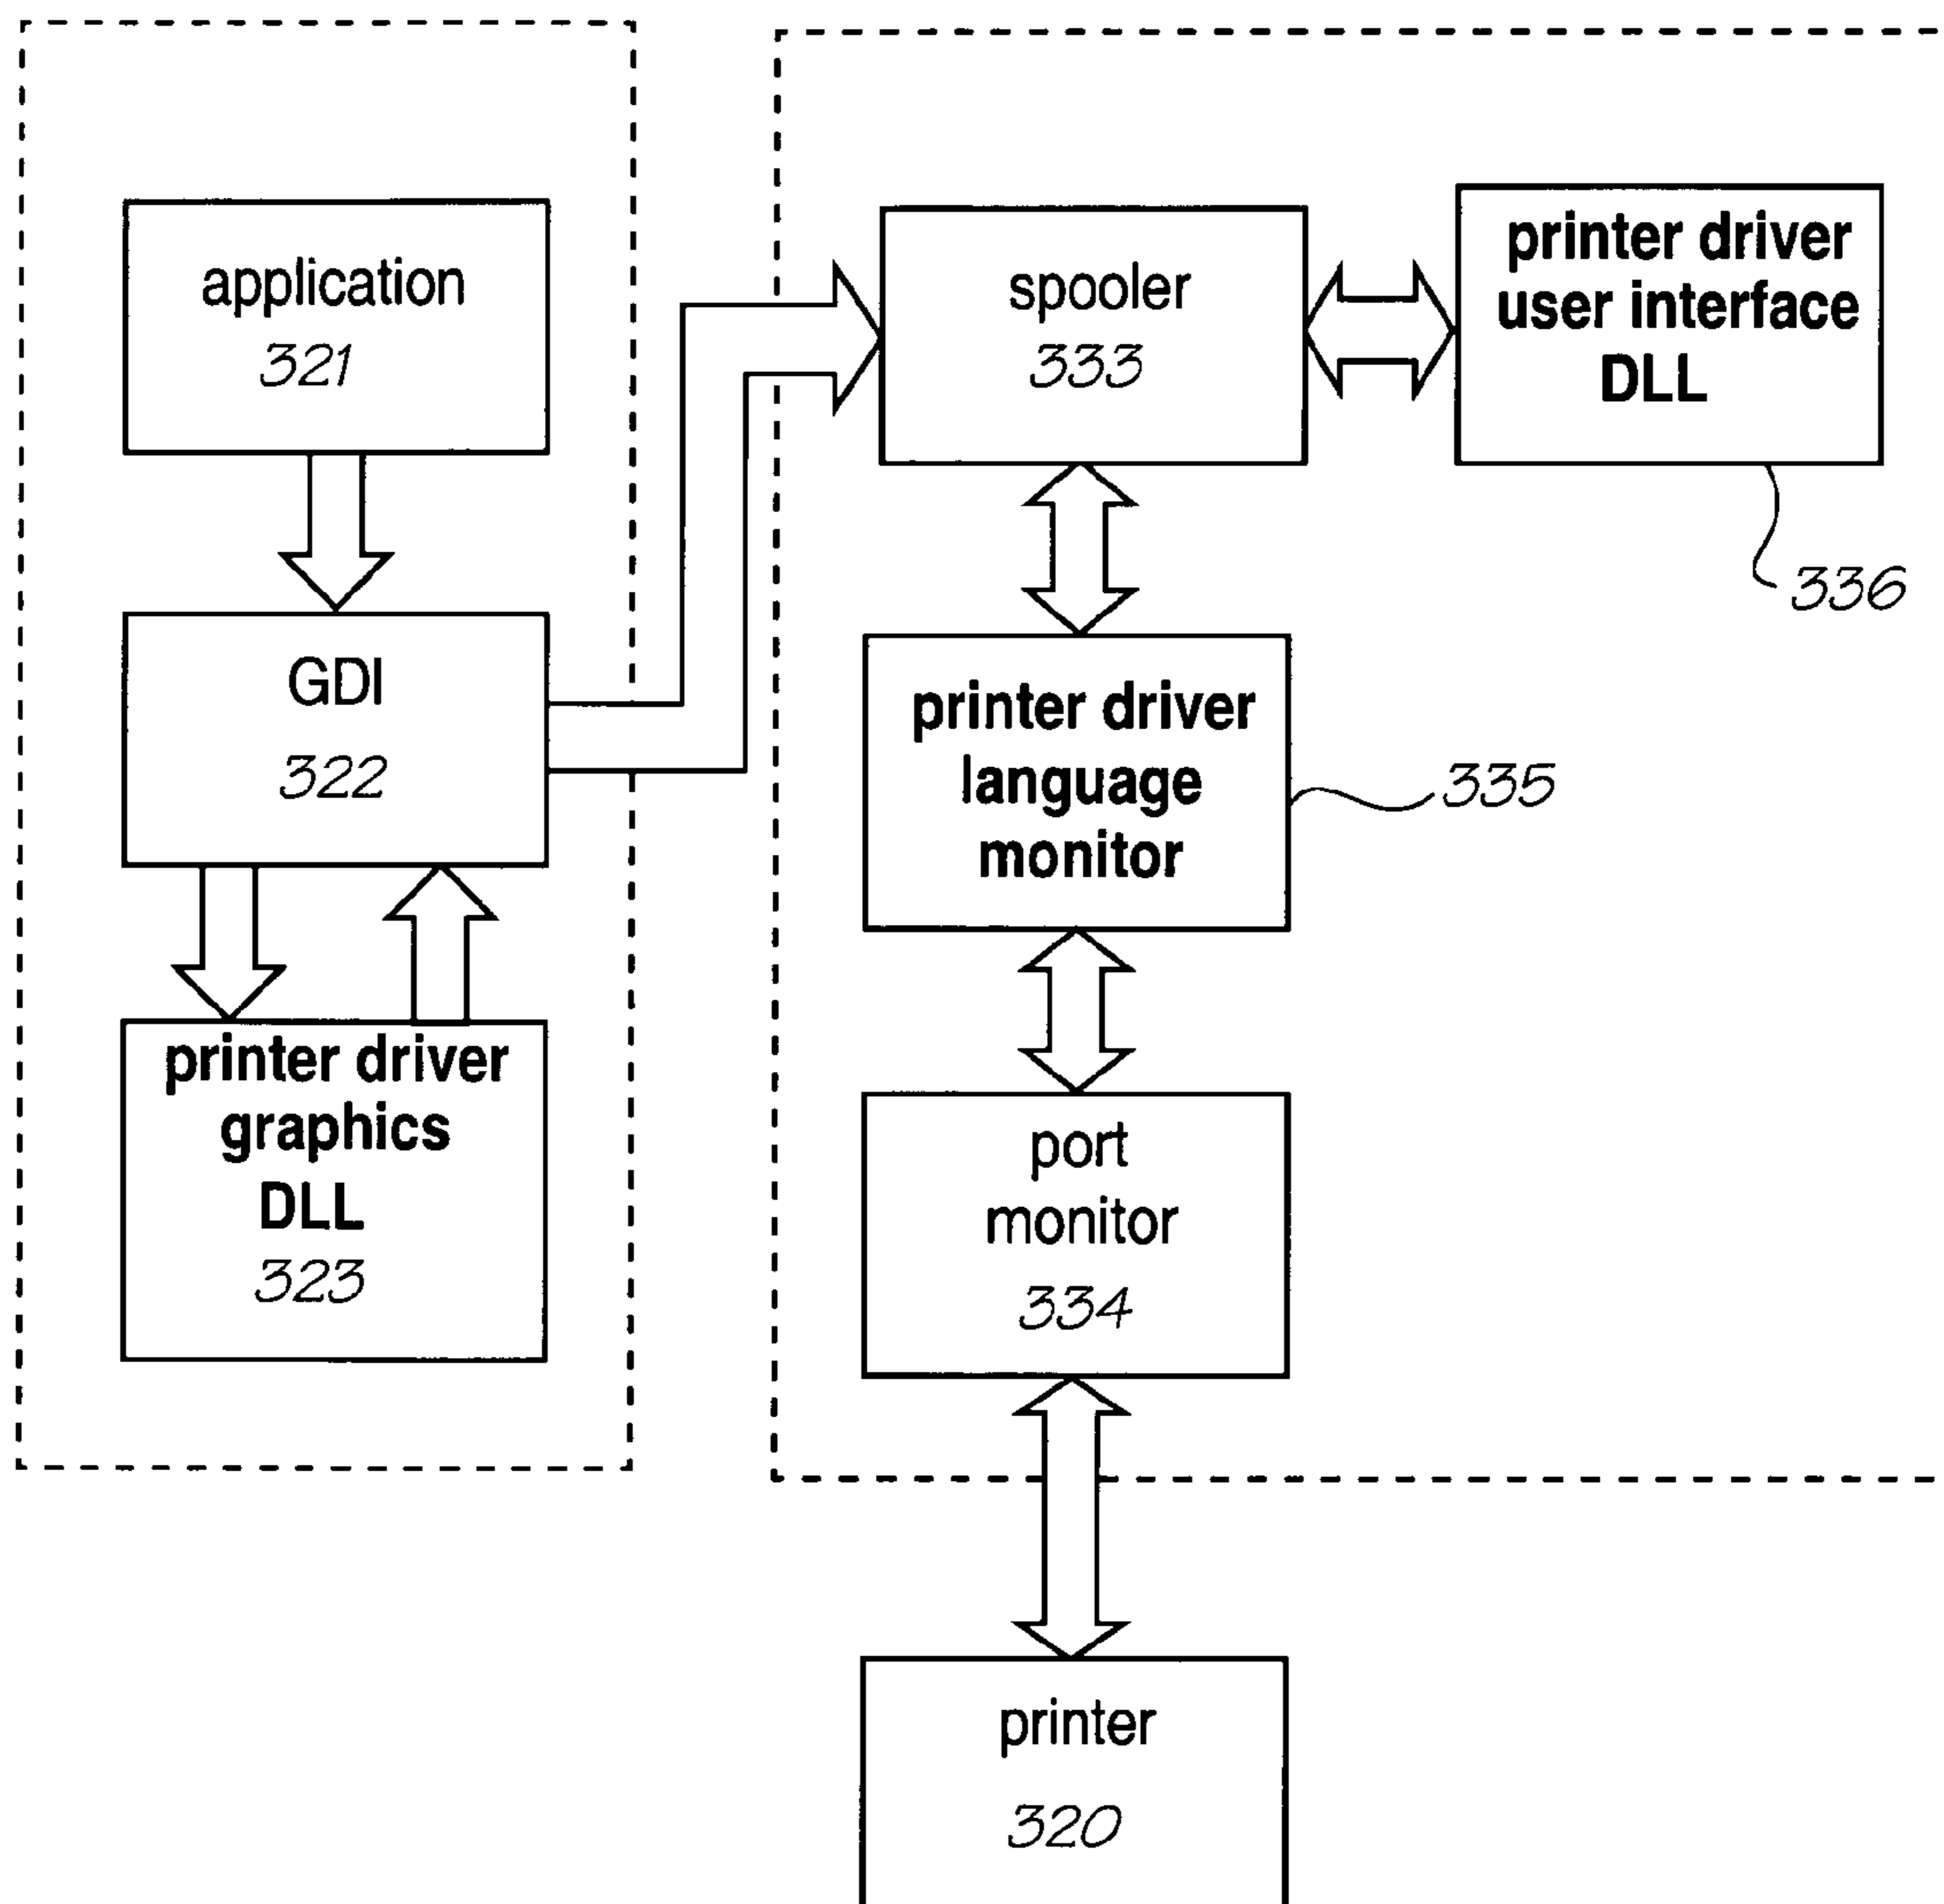 application
321
GDI
322
printer driver
graphics
DLL
323
spooler
333
printer driver
user interface
DLL
336
printer driver
language
monitor
335
port
monitor
334
printer
320